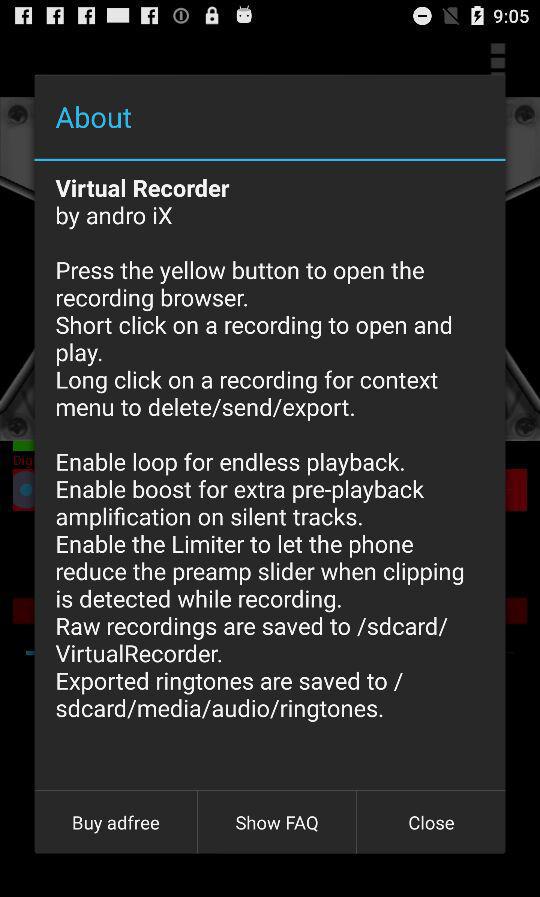 9:05
About
Virtual Recorder
by andro iX
Press the yellow button to open the
recording browser.
Short click on a recording to open and
play.
Long click on a recording for context
menu to delete/send/export.
Enable loop for endless playback.
Enable boost for extra pre-playback
amplification on silent tracks.
Enable the Limiter to let the phone
reduce the preamp slider when clipping
is detected while recording.
Raw recordings are saved to /sdcard/
VirtualRecorder.
Exported ringtones are saved to /
sdcard/media/audio/ringtones.
Buy adfree
Show FAQ
Close